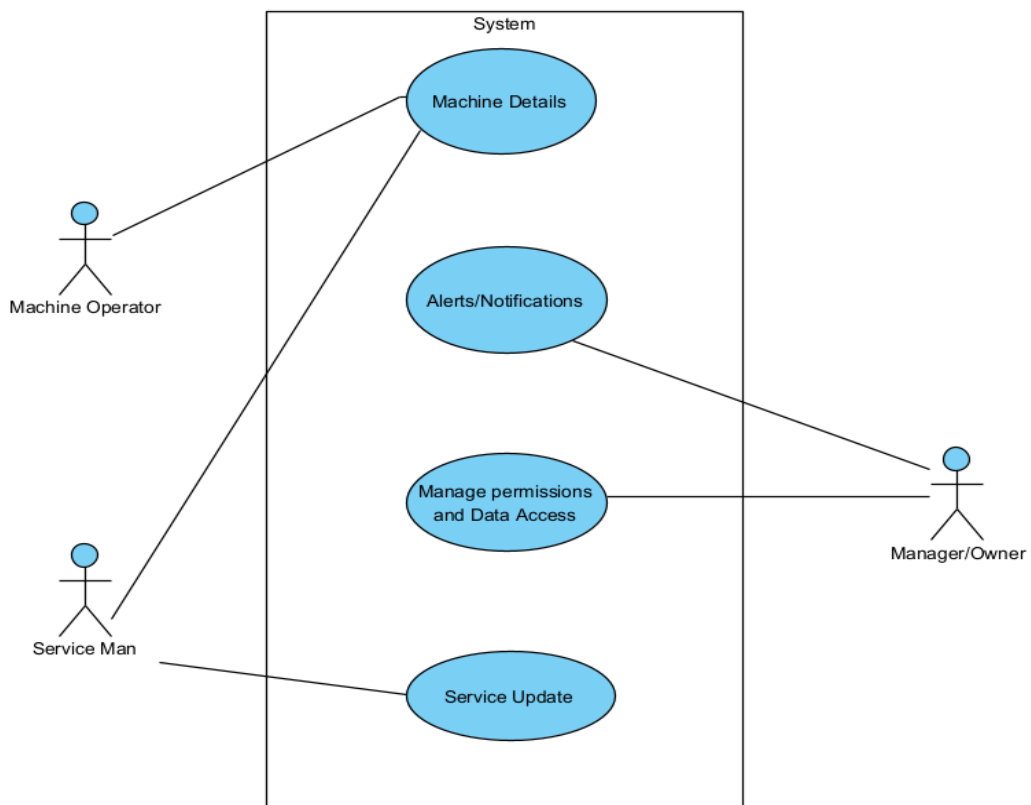 System
Machine Details
Machine Operator
Alerts/Notifications
Manage permissions
and Data Access
Manager/Owner
Service Man
Service Update